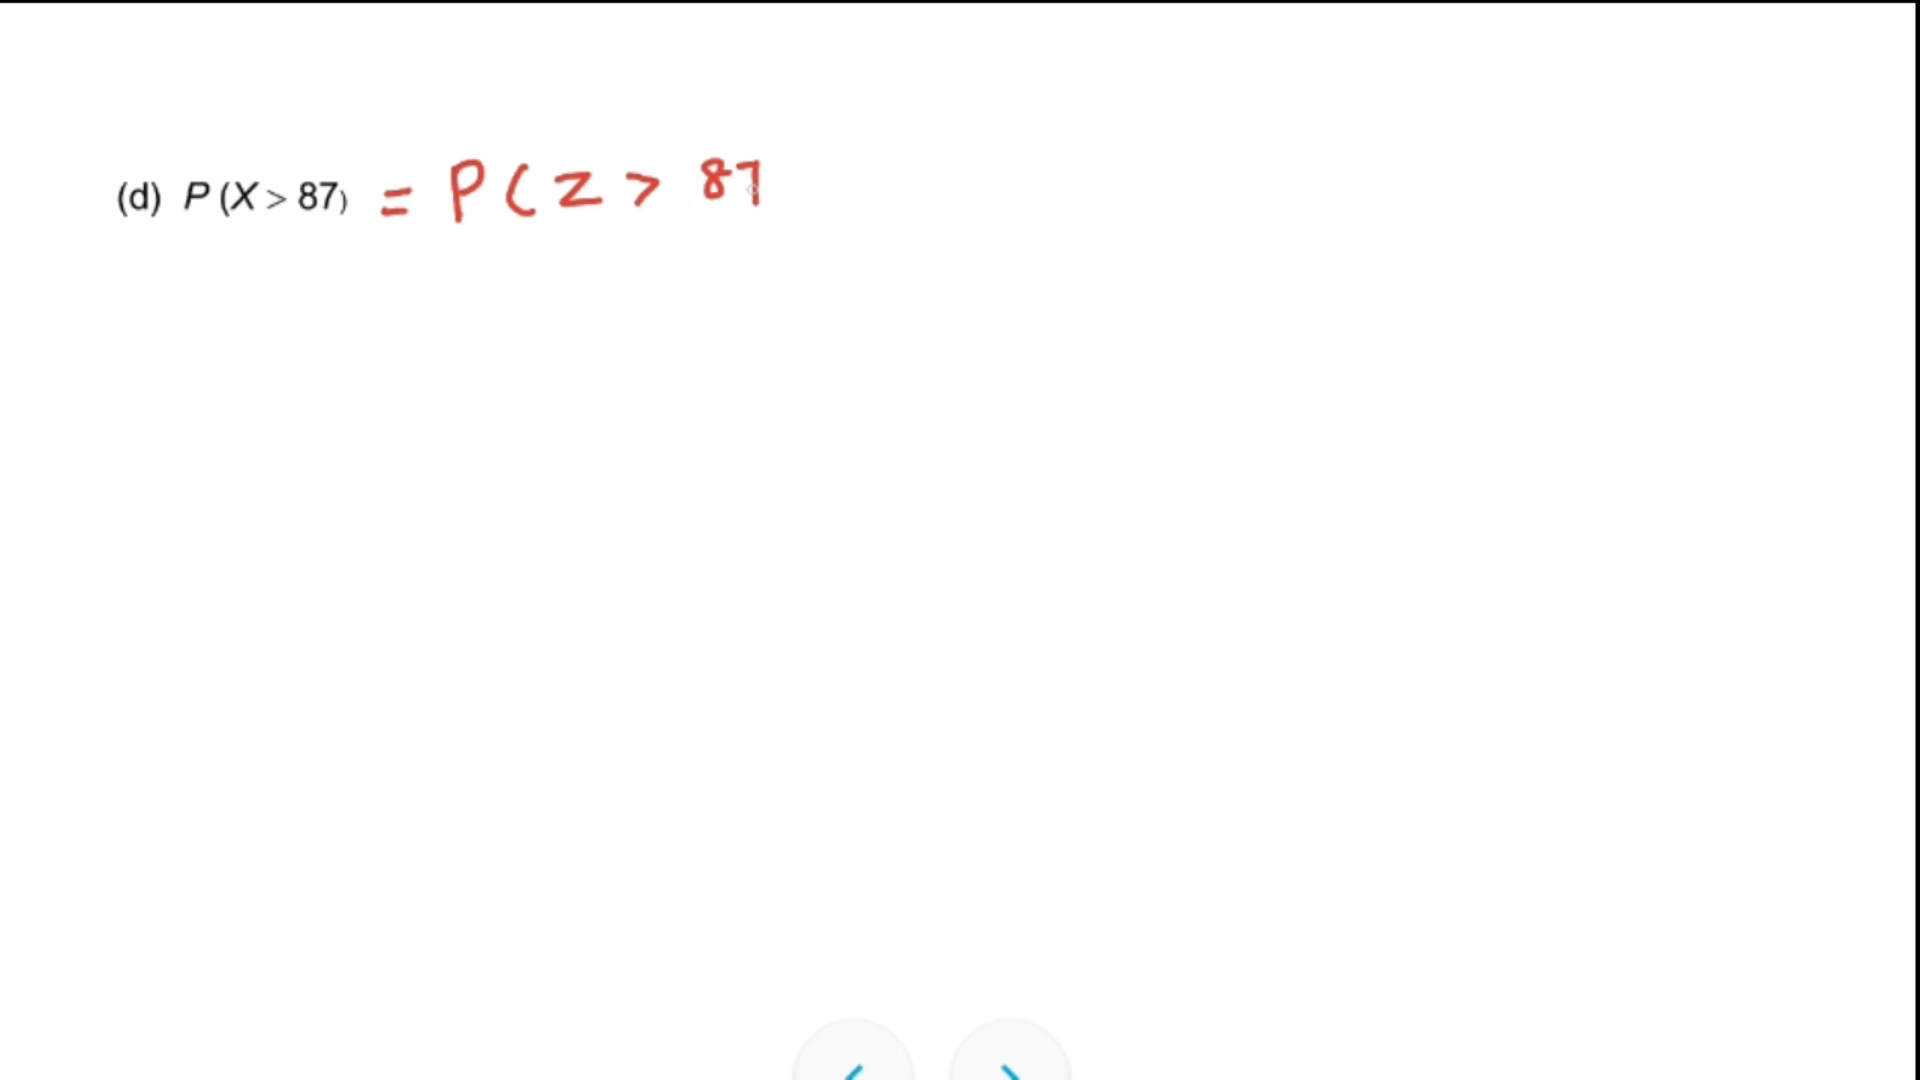 (d) P (X > 87) = P ( Z > 87